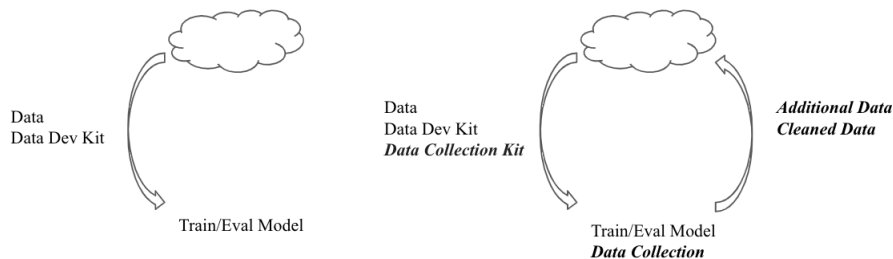 Data
Data Dev Kit
Train/Eval Model
Data
Data Dev Kit
Data Collection Kit
Additional Data
Cleaned Data
Train/Eval Model
Data Collection